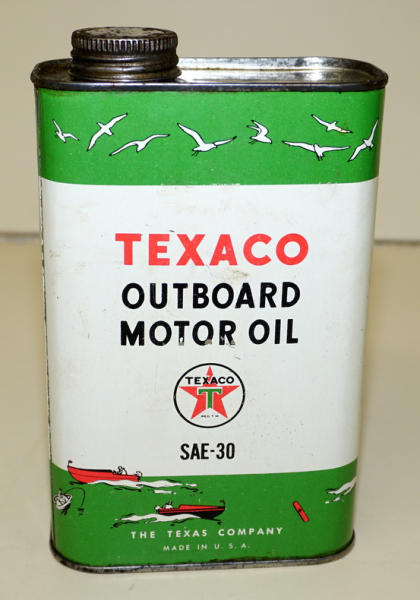 TEXACO
OUTBOARD
MOTOR OIL
TEXACO
T
SAE-30
THE TEXAS COMPANY
MADE IN U. S. A.